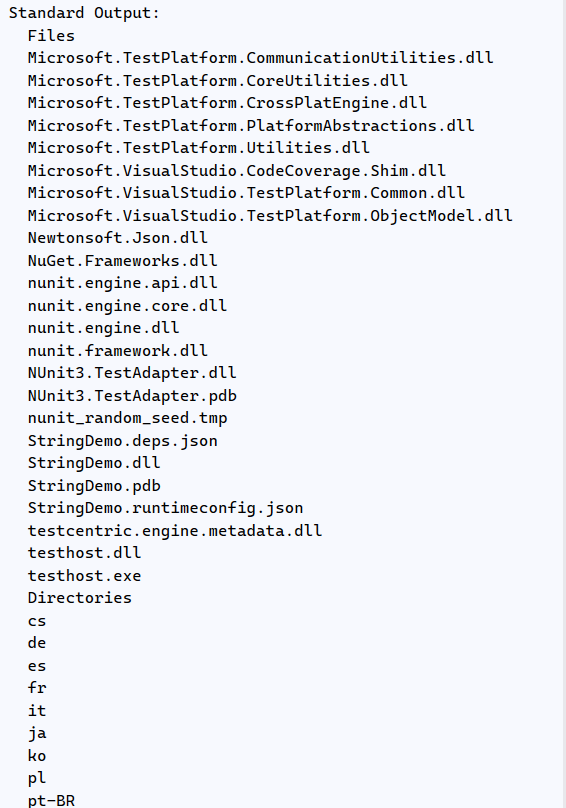 Standard Output:
Files
Microsoft.TestPlatform.CommunicationUtilities.dll
Microsoft.TestPlatform.CoreUtilities.dll
Microsoft.TestPlatform.CrossPlatEngine.dll
Microsoft.TestPlatform.PlatformAbstractions.dll
Microsoft.TestPlatform.Utilities.dll
Microsoft.VisualStudio.CodeCoverage.Shim.dll
Microsoft.VisualStudio.TestPlatform.Common.dll
Microsoft.VisualStudio.TestPlatform.ObjectModel.dll
Newtonsoft.Json.dll
NuGet.Frameworks.dll
nunit.engine.api.dll
nunit.engine.core.dll
nunit.engine.dll
nunit.framework.dll
NUnit3.TestAdapter.dll
NUnit3.TestAdapter.pdb
nunit_random_seed.tmp
StringDemo.deps.json
StringDemo.dll
StringDemo.pdb
StringDemo.runtimeconfig.json
testcentric.engine.metadata.dll
testhost.dll
testhost.exe
Directories
cs
de
es
fr
it
ja
ko
pl
pt-BR